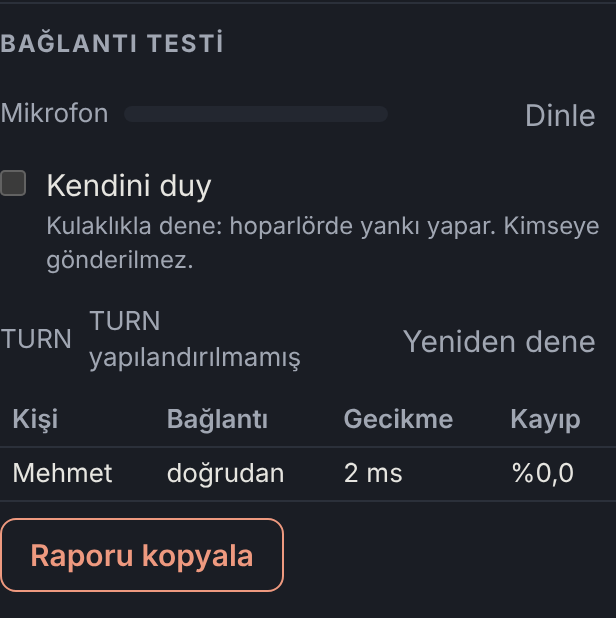 BAĞLANTI TESTİ
Mikrofon Dinle
Kendini duy
Kulaklıkla dene: hoparlörde yankı yapar. Kimseye
gönderilmez.
TURN TURN
yapılandırılmamış Yeniden dene
Kişi Bağlantı Gecikme Kayıp
Mehmet doğrudan 2 ms %0,0
Raporu kopyala